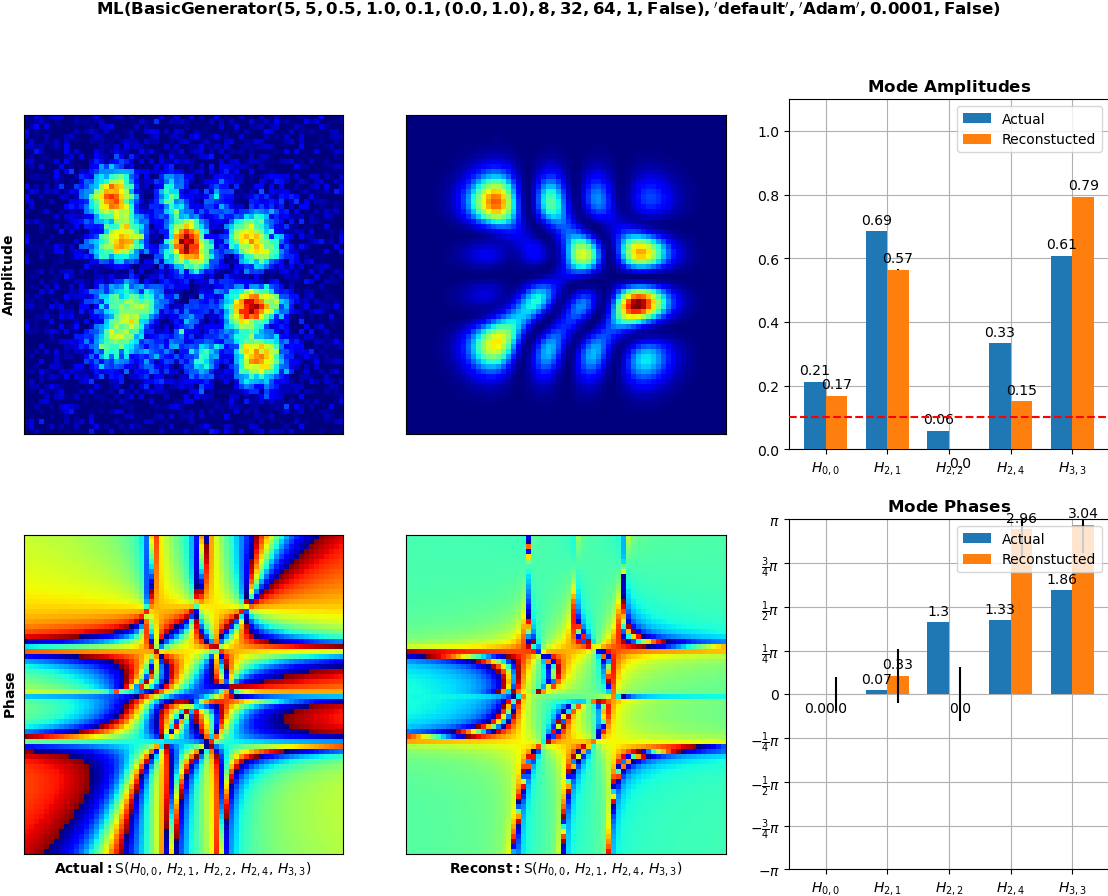 ML(BasicGenerator(5, 5, 0.5, 1.0, 0.1, (0.0, 1.0), 8, 32, 64, 1, False), 'default', 'Adam', 0.0001, False)
Amplitude
Mode Amplitudes
Actual
Reconstucted
1.0
0.8
0.6
0.4
0.2
0.0
0.21
0.17
0.69
0.57
0.06
0.0
0.33
0.15
0.61
0.79
H0,0 H2,1 H2,2 H2,4 H3,3
Phase
Actual: S(H0,0, H2,1, H2,2, H2,4, H3,3)
Reconst: S(H0,0, H2,1, H2,4, H3,3)
Mode Phases
Actual
Reconstucted
π
3/4π
1/2π
1/4π
0
−1/4π
−1/2π
−3/4π
−π
0.07
0.33
1.3
0.0
1.33
2.96
1.86
3.04
H0,0 H2,1 H2,2 H2,4 H3,3